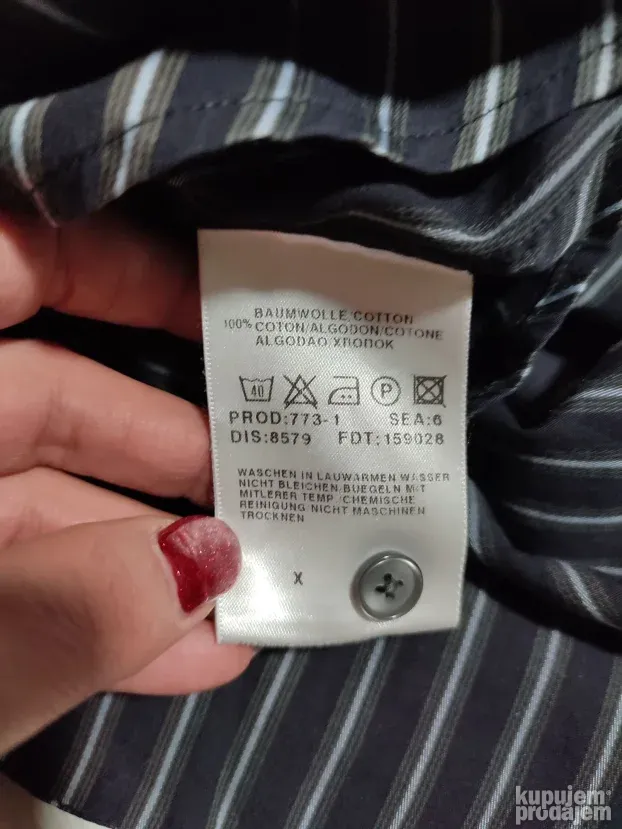 BAUMWOLLE/COTTON
100% COTON/ALGODON/COTONE
ALGODAO ХЛОПОК
40 P
PROD:773-1 SEA:6
DIS:8579 FDT:159028
WASCHEN IN LAUWARMEN WASSER
NICHT BLEICHEN/BUEGELN MIT
MITLERER TEMP./CHEMISCHE
REINIGUNG NICHT MASCHINEN
TROCKNEN
X
kupujem
prodajem